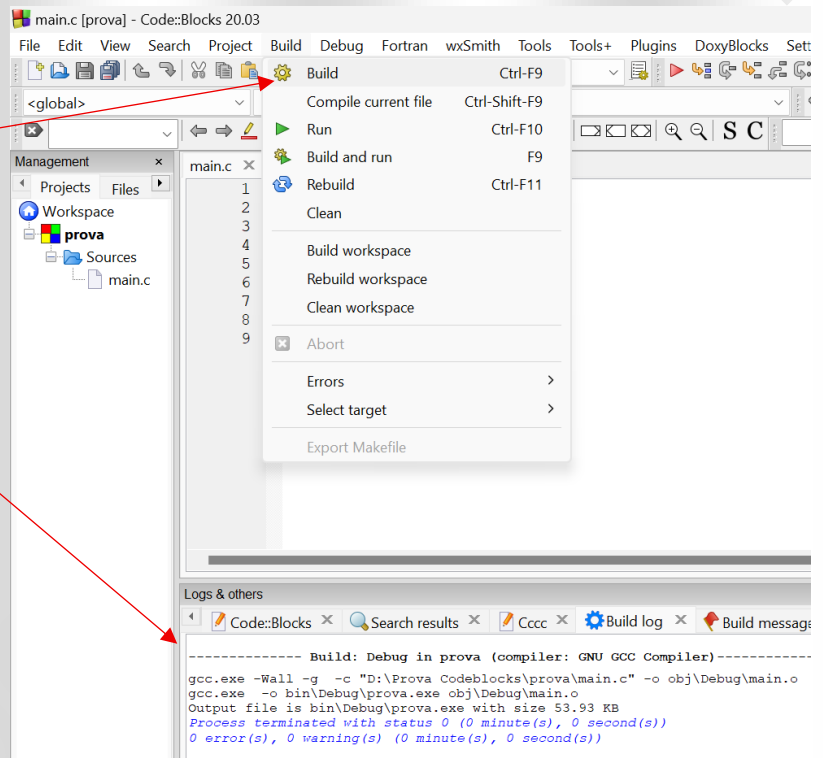 main.c [prova] - Code::Blocks 20.03
File Edit View Search Project Build Debug Fortran wxSmith Tools Tools+ Plugins DoxyBlocks Sett
<global>
S C
Build Ctrl-F9
Compile current file Ctrl-Shift-F9
Run Ctrl-F10
Build and run F9
Rebuild Ctrl-F11
Clean
Build workspace
Rebuild workspace
Clean workspace
Abort
Errors
Select target
Export Makefile
Management
Projects Files
Workspace
prova
Sources
main.c
main.c
1
2
3
4
5
6
7
8
9
Logs & others
Code::Blocks Search results Cccc Build log Build message
-------------- Build: Debug in prova (compiler: GNU GCC Compiler)------------
gcc.exe -Wall -g  -c "D:\Prova Codeblocks\prova\main.c" -o obj\Debug\main.o
gcc.exe  -o bin\Debug\prova.exe obj\Debug\main.o
Output file is bin\Debug\prova.exe with size 53.93 KB
Process terminated with status 0 (0 minute(s), 0 second(s))
0 error(s), 0 warning(s) (0 minute(s), 0 second(s))